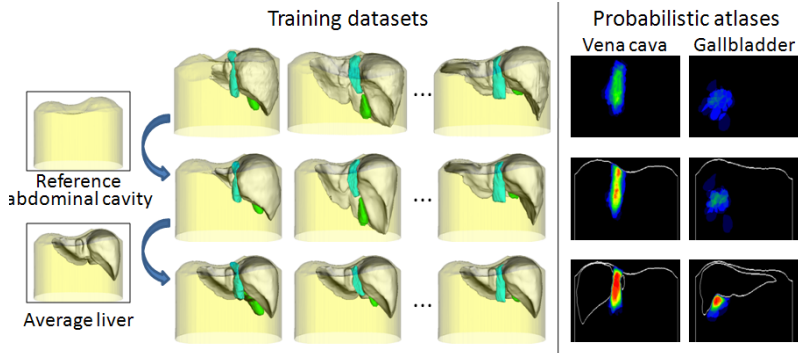 Training datasets
Probabilistic atlases
Vena cava
Gallbladder
Reference
abdominal cavity
Average liver
...
...
...